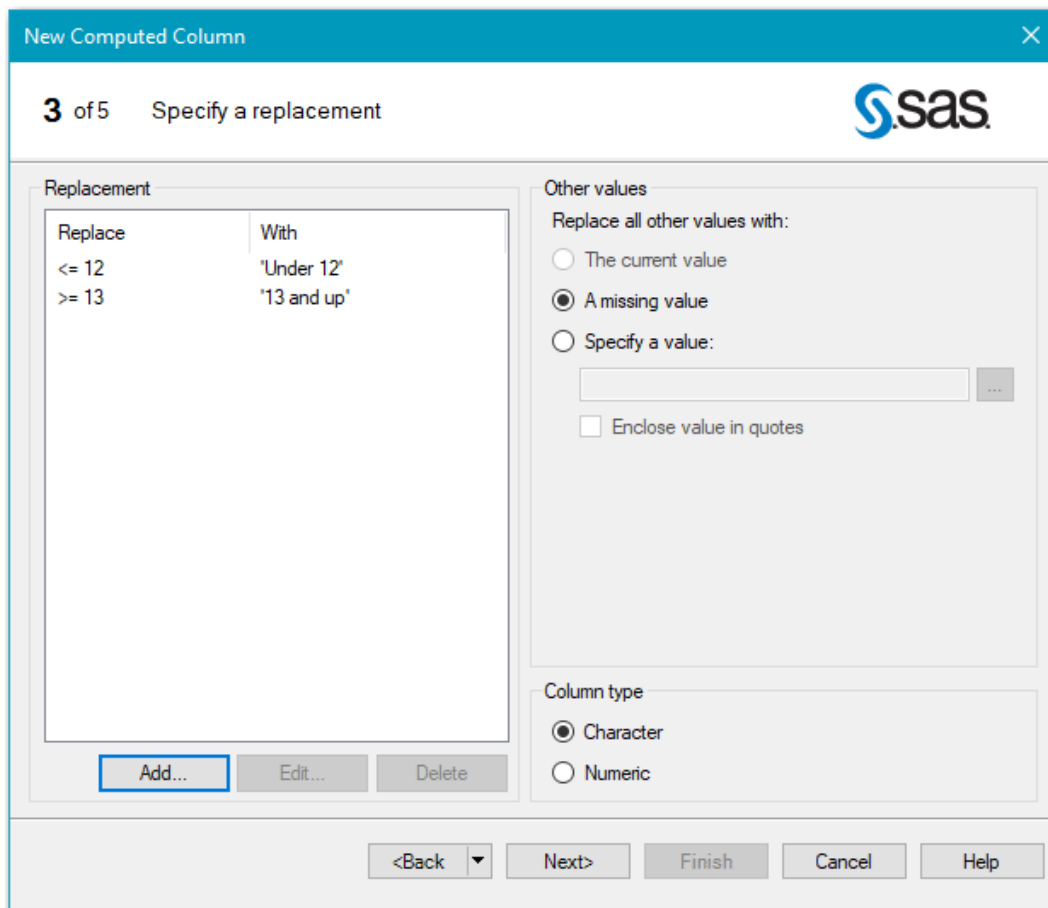 New Computed Column
3 of 5 Specify a replacement
sas
Replacement
Replace With
<= 12 'Under 12'
>= 13 '13 and up'
Add... Edit... Delete
Other values
Replace all other values with:
The current value
A missing value
Specify a value:
...
Enclose value in quotes
Column type
Character
Numeric
<Back Next> Finish Cancel Help